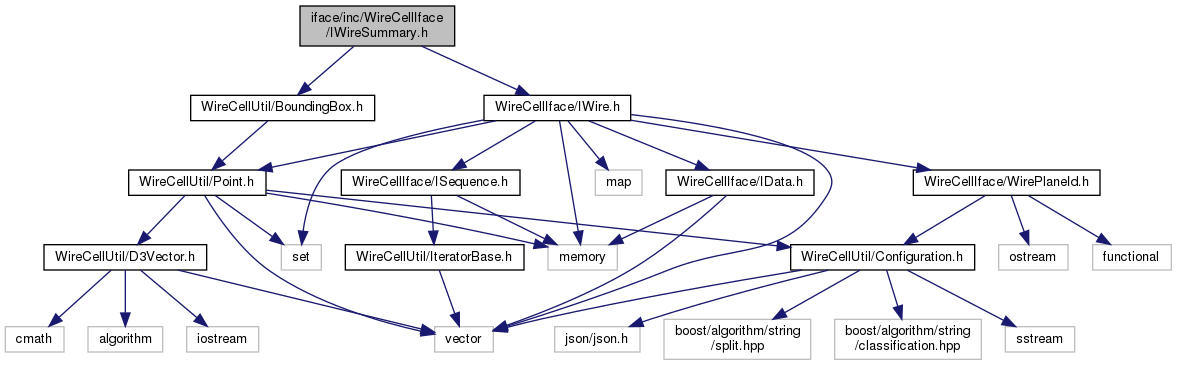 iface/inc/WireCellIface
/IWireSummary.h
WireCellUtil/BoundingBox.h
WireCellIface/IWire.h
WireCellUtil/Point.h
WireCellIface/ISequence.h
map
WireCellIface/IData.h
WireCellIface/WirePlaneId.h
WireCellUtil/D3Vector.h
set
WireCellUtil/IteratorBase.h
memory
WireCellUtil/Configuration.h
ostream
functional
cmath
algorithm
iostream
vector
json/json.h
boost/algorithm/string
/split.hpp
boost/algorithm/string
/classification.hpp
sstream